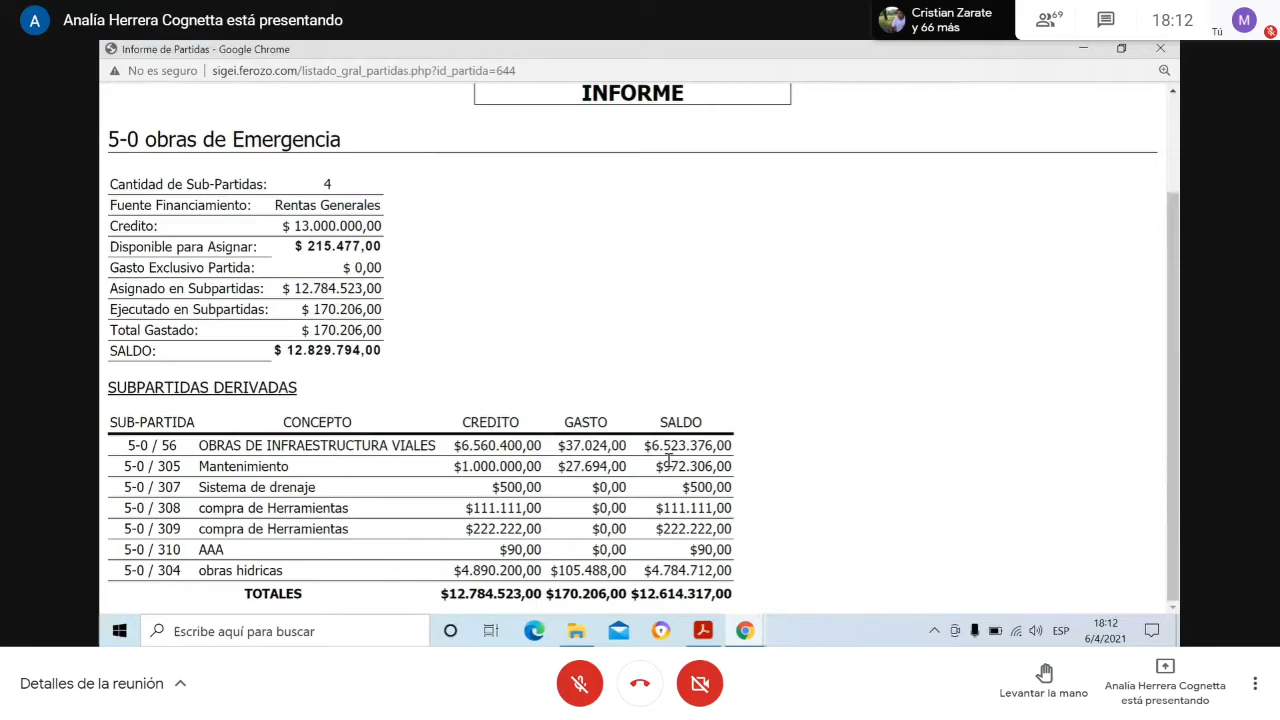 A Analía Herrera Cognetta está presentando
Cristian Zarate
y 66 más
69
18:12
Tú
M
Informe de Partidas - Google Chrome
No es seguro | sigei.ferozo.com/listado_gral_partidas.php?id_partida=644
INFORME
5-0 obras de Emergencia
Cantidad de Sub-Partidas: 4
Fuente Financiamiento: Rentas Generales
Credito: $ 13.000.000,00
Disponible para Asignar: $ 215.477,00
Gasto Exclusivo Partida: $ 0,00
Asignado en Subpartidas: $ 12.784.523,00
Ejecutado en Subpartidas: $ 170.206,00
Total Gastado: $ 170.206,00
SALDO: $ 12.829.794,00
SUBPARTIDAS DERIVADAS
SUB-PARTIDA CONCEPTO CREDITO GASTO SALDO
5-0 / 56 OBRAS DE INFRAESTRUCTURA VIALES $6.560.400,00 $37.024,00 $6.523.376,00
5-0 / 305 Mantenimiento $1.000.000,00 $27.694,00 $972.306,00
5-0 / 307 Sistema de drenaje $500,00 $0,00 $500,00
5-0 / 308 compra de Herramientas $111.111,00 $0,00 $111.111,00
5-0 / 309 compra de Herramientas $222.222,00 $0,00 $222.222,00
5-0 / 310 AAA $90,00 $0,00 $90,00
5-0 / 304 obras hidricas $4.890.200,00 $105.488,00 $4.784.712,00
TOTALES $12.784.523,00 $170.206,00 $12.614.317,00
Escribe aquí para buscar
ESP
18:12
6/4/2021
Detalles de la reunión
Levantar la mano
Analía Herrera Cognetta
está presentando